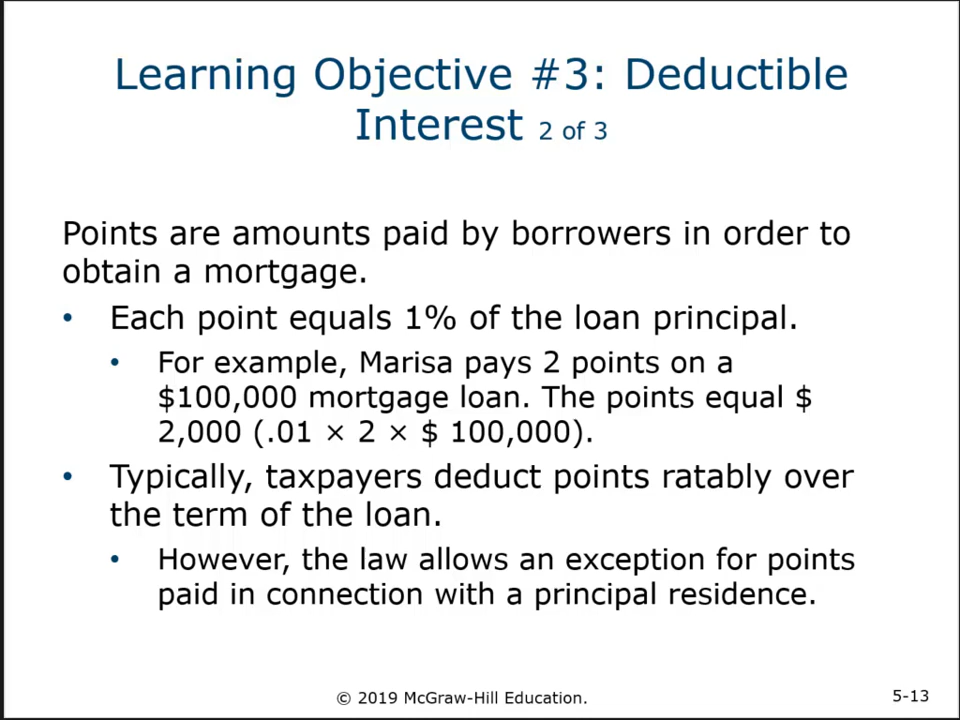 Learning Objective #3: Deductible
Interest 2 of 3
Points are amounts paid by borrowers in order to
obtain a mortgage.
• Each point equals 1% of the loan principal.
• For example, Marisa pays 2 points on a
$100,000 mortgage loan. The points equal $
2,000 (.01 × 2 × $ 100,000).
• Typically, taxpayers deduct points ratably over
the term of the loan.
• However, the law allows an exception for points
paid in connection with a principal residence.
© 2019 McGraw-Hill Education.
5-13